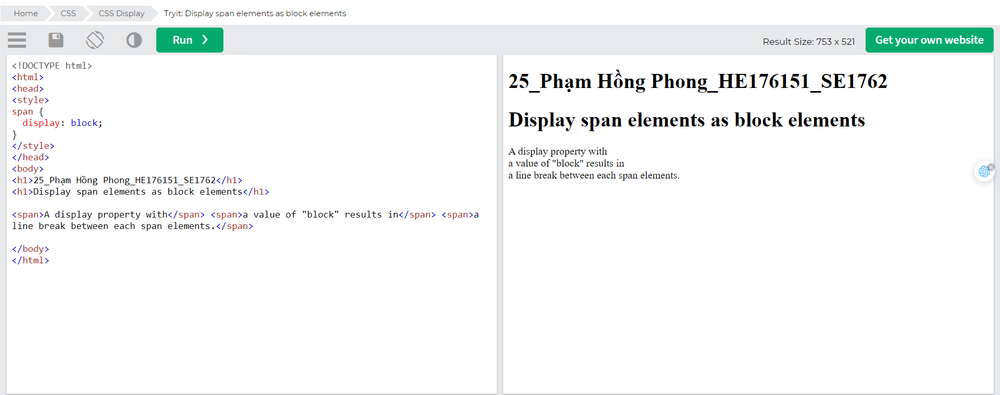 Home CSS CSS Display Tryit: Display span elements as block elements
Run ❯ Result Size: 753 x 521 Get your own website
<!DOCTYPE html>
<html>
<head>
<style>
span {
  display: block;
}
</style>
</head>
<body>
<h1>25_Phạm Hồng Phong_HE176151_SE1762</h1>
<h1>Display span elements as block elements</h1>

<span>A display property with</span> <span>a value of "block" results in</span> <span>a
line break between each span elements.</span>

</body>
</html>
25_Phạm Hồng Phong_HE176151_SE1762
Display span elements as block elements
A display property with
a value of "block" results in
a line break between each span elements.